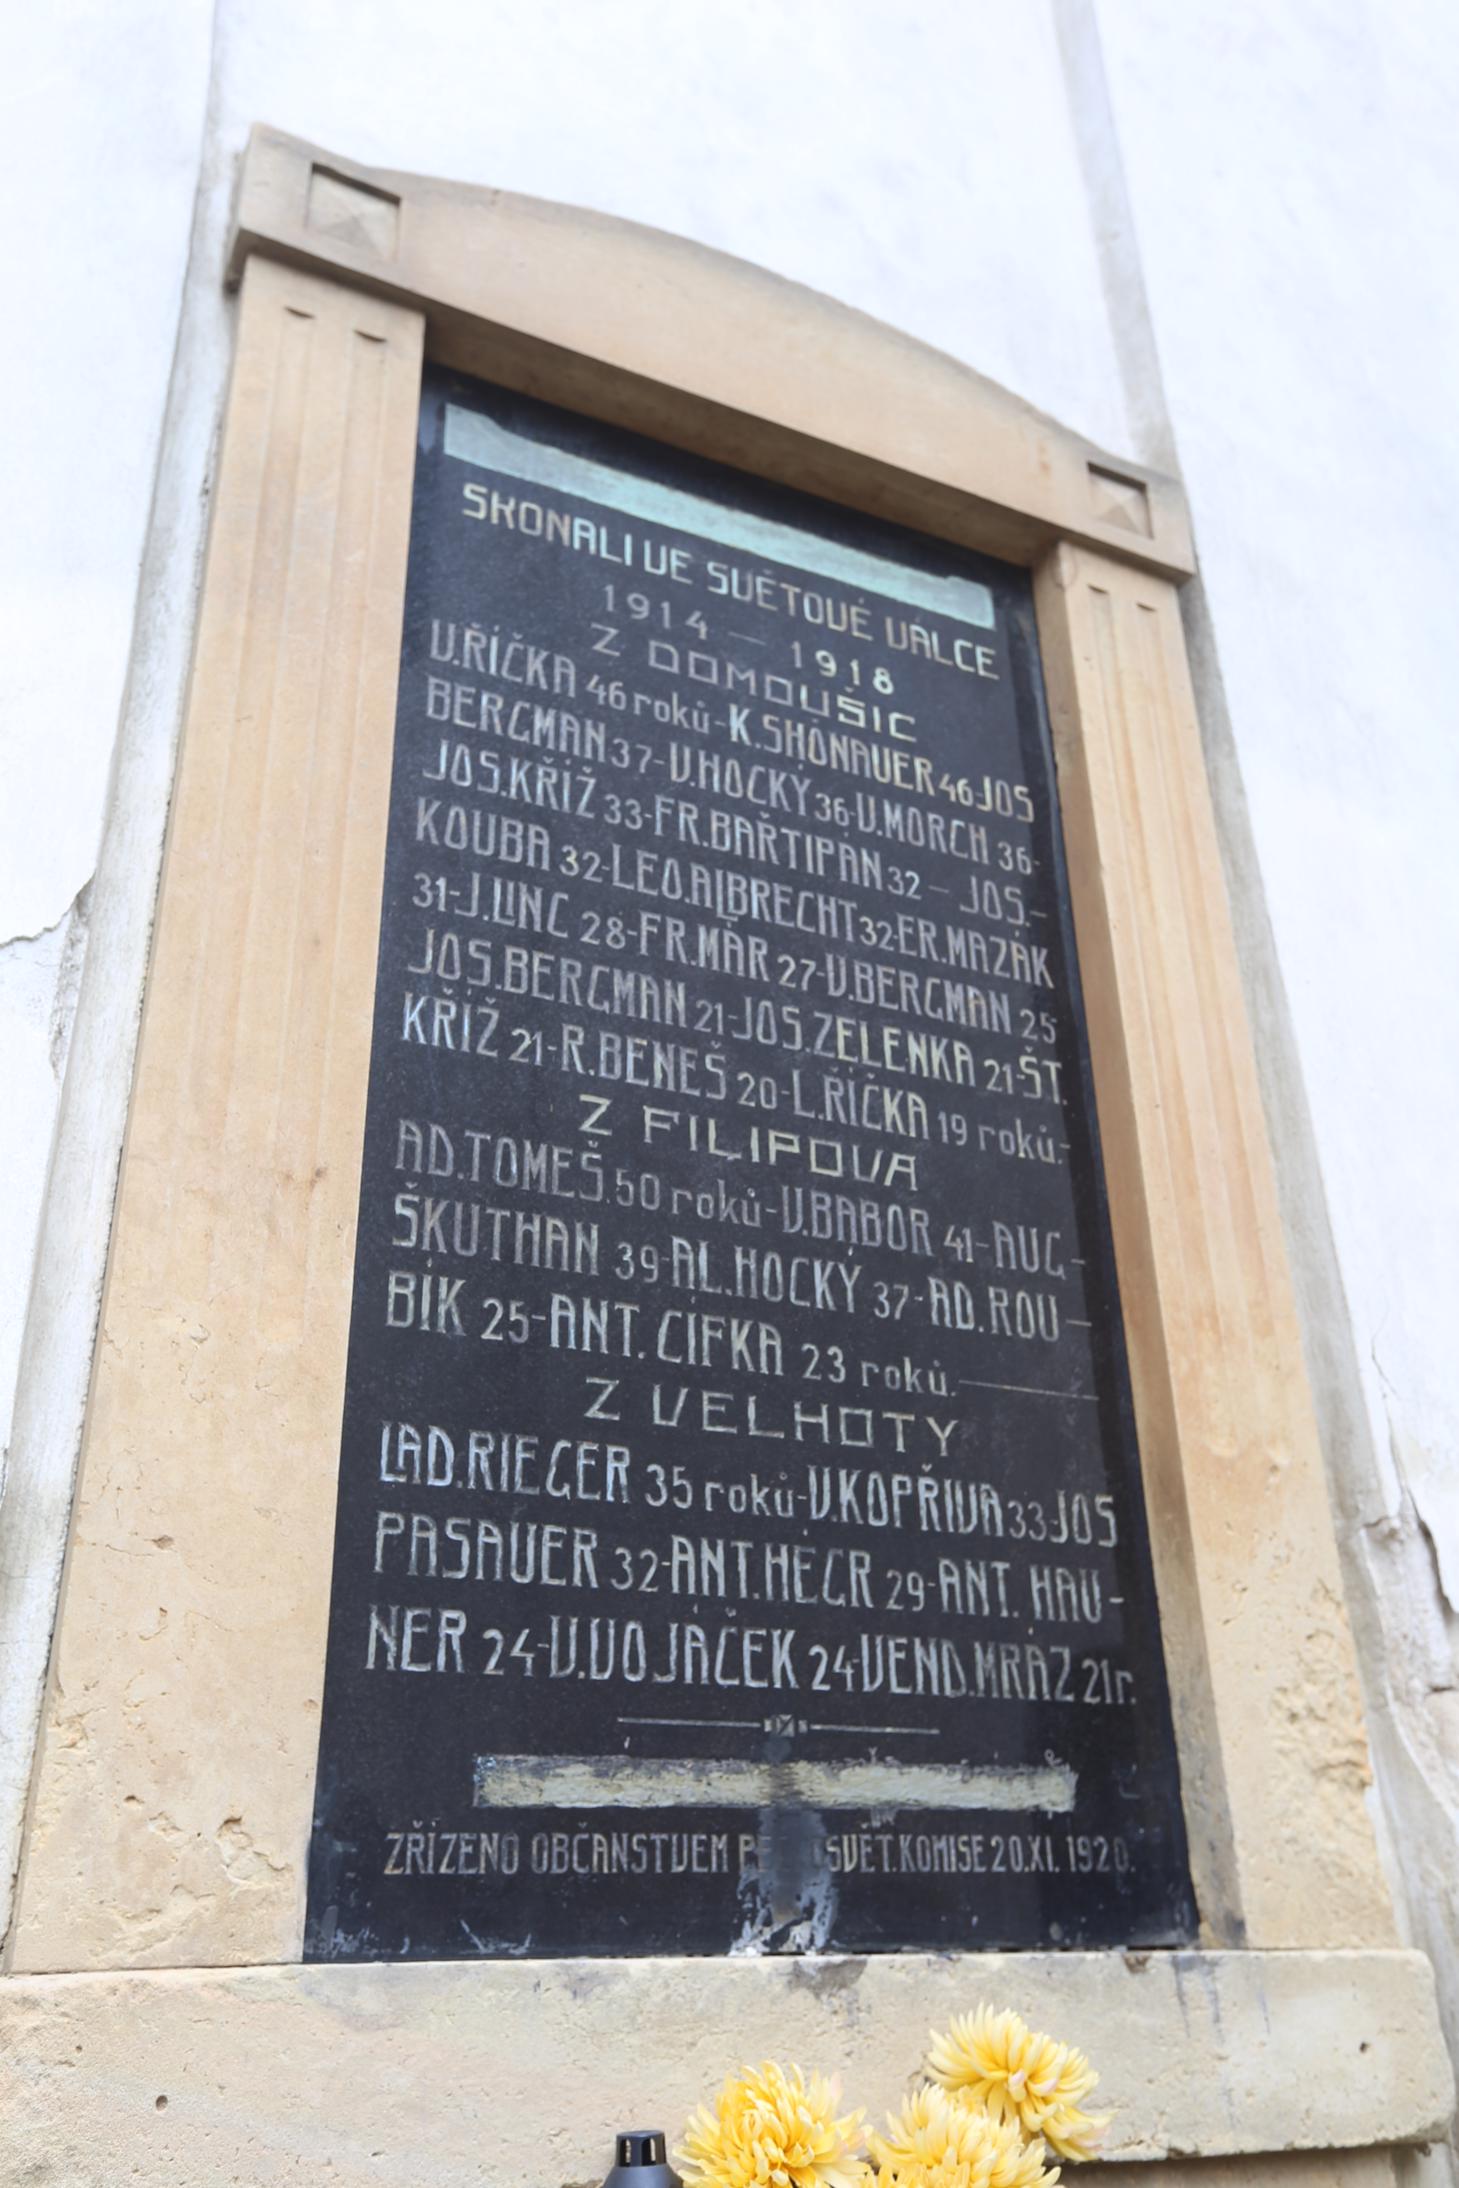 SKONALI VE SVĚTOVÉ VÁLCE
1914 — 1918
Z DOMOUŠIC
V.ŘÍČKA 46 roků-K.SHÖNAUER 46-JOS
BERGMAN 37-V.HOCKÝ 36-V.MORCH 36-
JOS.KŘÍŽ 33-FR.BAŘTIPÁN 32 — JOS.-
KOUBA 32-LEO.ALBRECHT 32-ER.MAZÁK
31-J.LINC 28-FR.MÁR 27-V.BERGMAN 25
JOS.BERGMAN 21-JOS.ZELENKA 21-ŠT.
KŘÍŽ 21-R.BENEŠ 20-L.ŘÍČKA 19 roků.-
Z FILIPOVA
AD.TOMEŠ.50 roků-V.BÁBOR 41-AUG-
ŠKUTHAN 39-AL.HOCKÝ 37-AD.ROU-
BÍK 25-ANT.CÍFKA 23 roků.
Z VELHOTY
LAD.RIEGER 35 roků-V.KOPŘIVA 33-JOS
PASAUER 32-ANT.HÉGR 29-ANT. HAU-
NER 24-V.VOJÁČEK 24-VEND.MRÁZ 21 r.
ZŘÍZENO OBČANSTVEM SVĚT.KOMISE 20.XI. 1920.